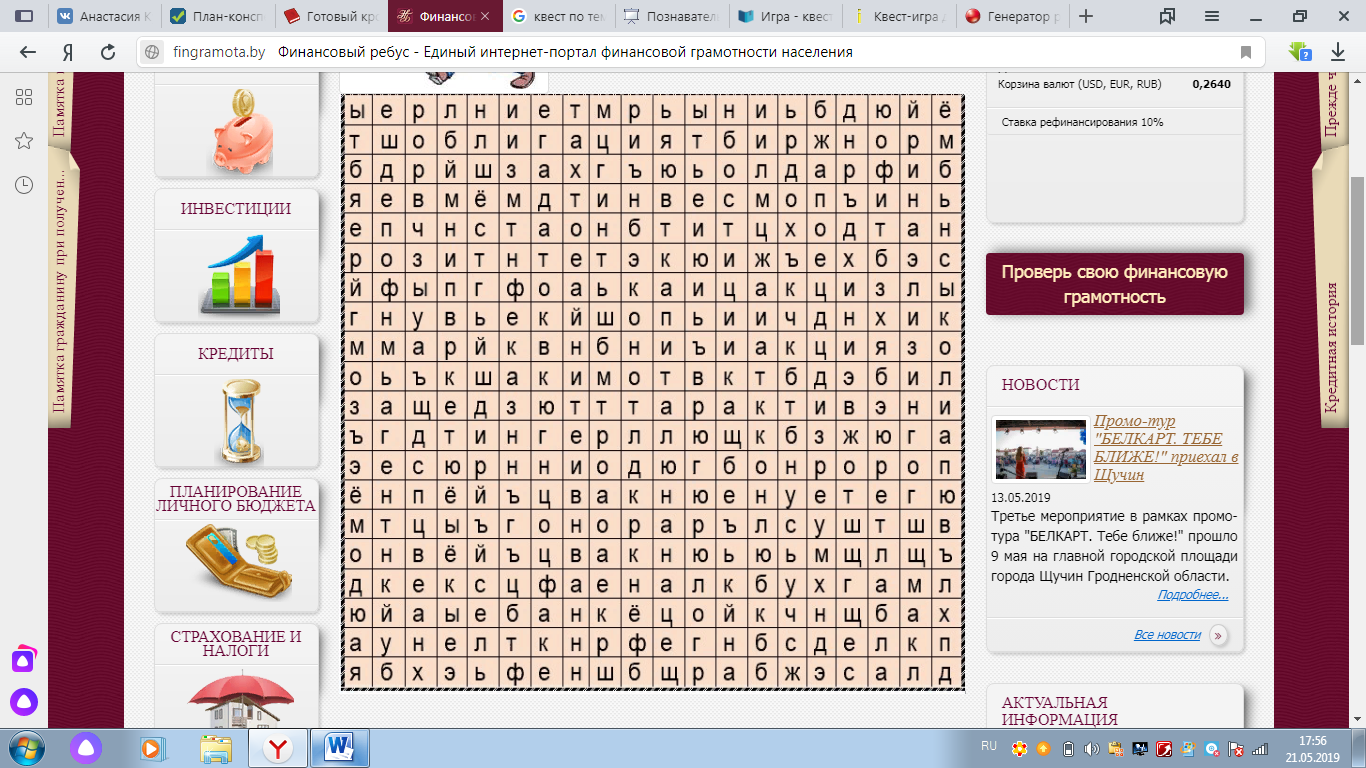 Анастасия К
План-консп
Готовый кр
Финансо
квест по те
Познавател
Игра - квес
Квест-игра д
Генератор р
fingramota.by Финансовый ребус - Единый интернет-портал финансовой грамотности населения
Памятка гражданину при получен...
ИНВЕСТИЦИИ
КРЕДИТЫ
ПЛАНИРОВАНИЕ
ЛИЧНОГО БЮДЖЕТА
СТРАХОВАНИЕ И
НАЛОГИ
ы е р л н и е т м р ь ы н и ь б д ю й ё
т ш о б л и г а ц и я т б и р ж н о р м
б д р й ш з а х г ъ ю ь о л д а р ф и б
я е в м ё м д т и н в е с м о п ъ и н ь
е п ч н с т а о н б т и т ц х о д т а н
р о з и т н т е т э к ю и ж ъ е х б э с
й ф ы п г ф о а ь к а и ц а к ц и з л ы
г н у в ь е к й ш о п ь и и ч д н х и к
м м а р й к в н б н и ъ и а к ц и я з о
о ь ъ к ш а к и м о т в к т б д э б и л
з а щ е д з ю т т т а р а к т и в э н и
ъ г д т и н г е р л л ю щ к б з ж ю г а
э е с ю р н н и о д ю г б о н р о р о п
ё н п ё й ъ ц в а к н ю е н у е т е г ю
м т ц ы ъ г о н о р а р ъ л с у ш т ш в
о н в ё й ъ ц в а к н ю ь ю ь м щ л щ ъ
д к е к с ц ф а е н а л к б у х г а м л
ю й а ы е б а н к ё ц о й к ч н щ б а х
а у н е л т к н р ф е г н б с д е л к п
я б х э ь ф е н ш б щ р а б ж э с а л д
Корзина валют (USD, EUR, RUB) 0,2640
Ставка рефинансирования 10%
Проверь свою финансовую
грамотность
НОВОСТИ
Промо-тур
"БЕЛКАРТ. ТЕБЕ
БЛИЖЕ!" приехал в
Щучин
13.05.2019
Третье мероприятие в рамках промо-
тура "БЕЛКАРТ. Тебе ближе!" прошло
9 мая на главной городской площади
города Щучин Гродненской области.
Подробнее...
Все новости
АКТУАЛЬНАЯ
ИНФОРМАЦИЯ
Прежде ч
Кредитная история
RU
17:56
21.05.2019